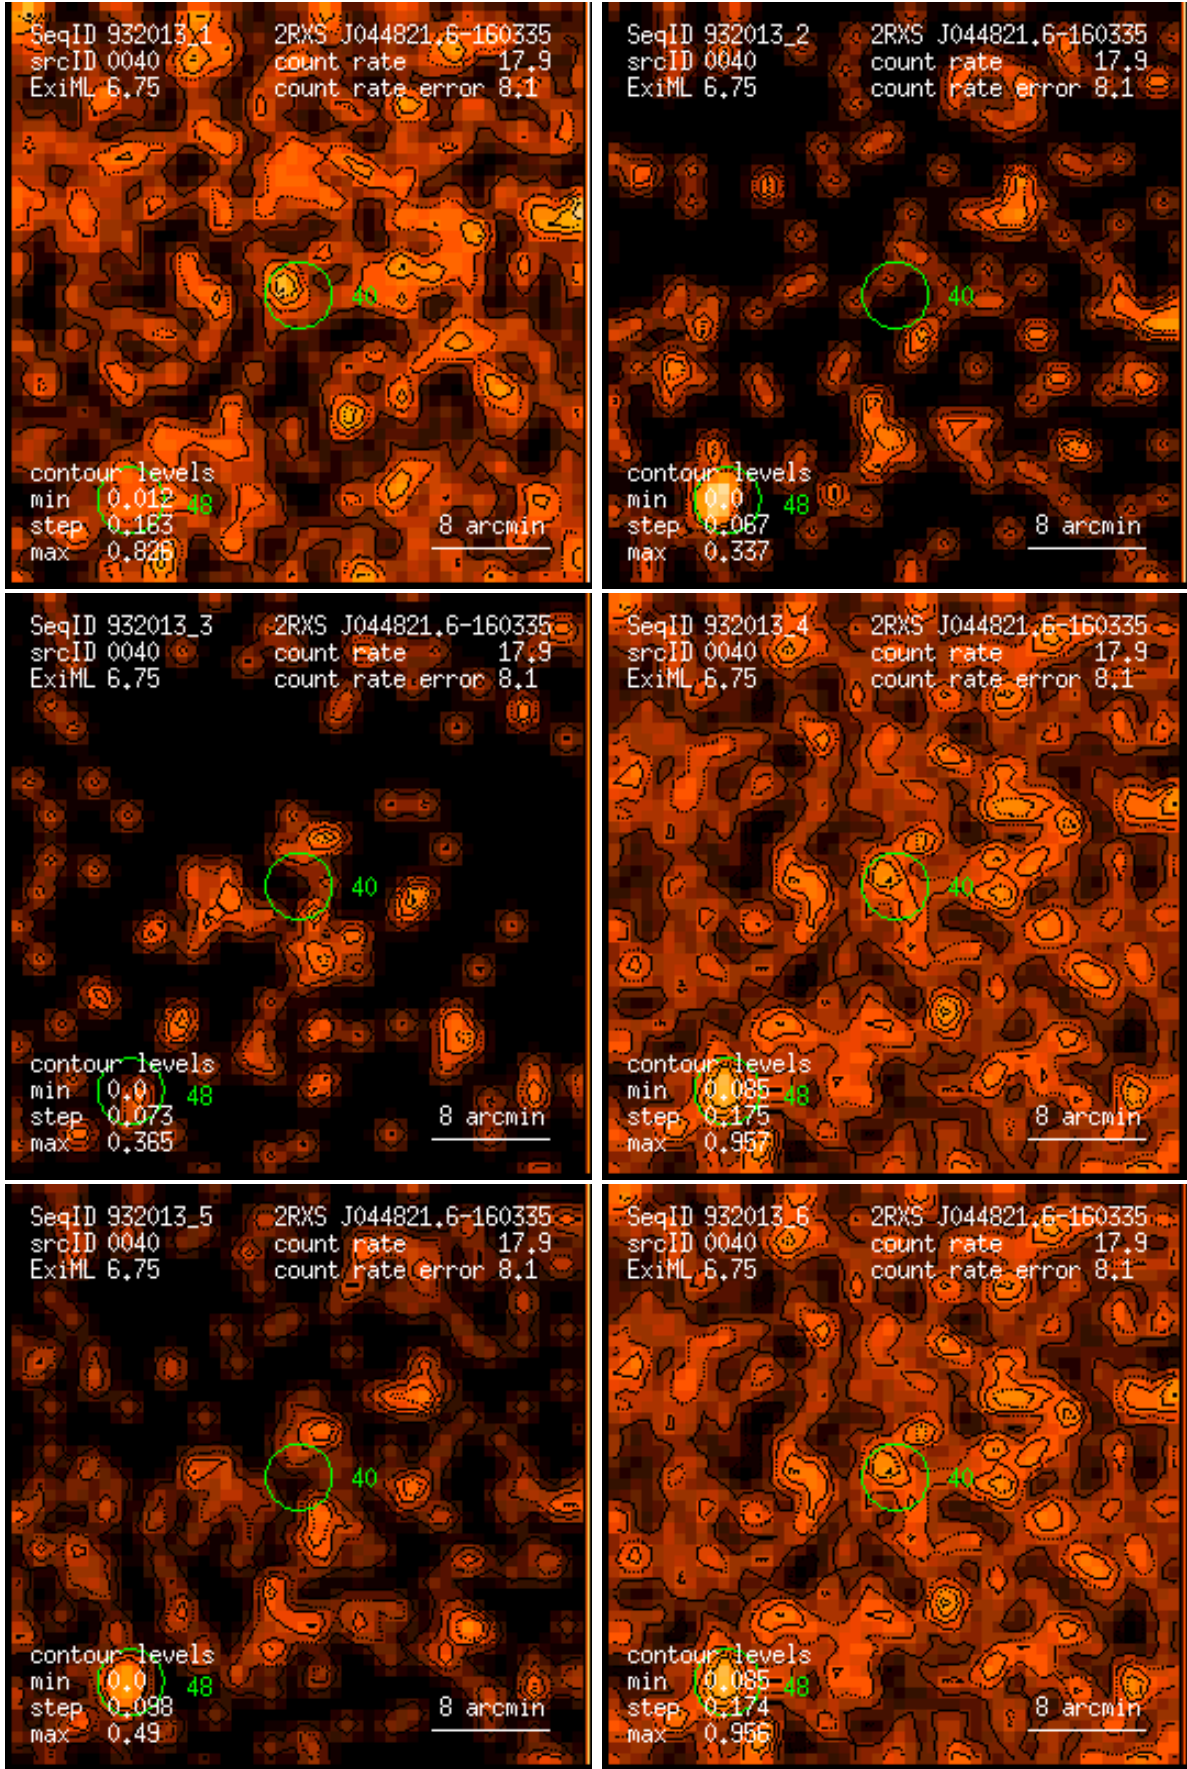 SeqID 932013_1 2RXS J044821.6-160335
srcID 0040 count rate 17.9
ExiML 6.75 count rate error 8.1
40
contour levels
min 0.012 48
step 0.163 8 arcmin
max 0.826
SeqID 932013_2 2RXS J044821.6-160335
srcID 0040 count rate 17.9
ExiML 6.75 count rate error 8.1
40
contour levels
min 0.0 48
step 0.067 8 arcmin
max 0.337
SeqID 932013_3 2RXS J044821.6-160335
srcID 0040 count rate 17.9
ExiML 6.75 count rate error 8.1
40
contour levels
min 0.0 48
step 0.073 8 arcmin
max 0.365
SeqID 932013_4 2RXS J044821.6-160335
srcID 0040 count rate 17.9
ExiML 6.75 count rate error 8.1
40
contour levels
min 0.085 48
step 0.175 8 arcmin
max 0.957
SeqID 932013_5 2RXS J044821.6-160335
srcID 0040 count rate 17.9
ExiML 6.75 count rate error 8.1
40
contour levels
min 0.0 48
step 0.098 8 arcmin
max 0.49
SeqID 932013_6 2RXS J044821.6-160335
srcID 0040 count rate 17.9
ExiML 6.75 count rate error 8.1
40
contour levels
min 0.085 48
step 0.174 8 arcmin
max 0.956